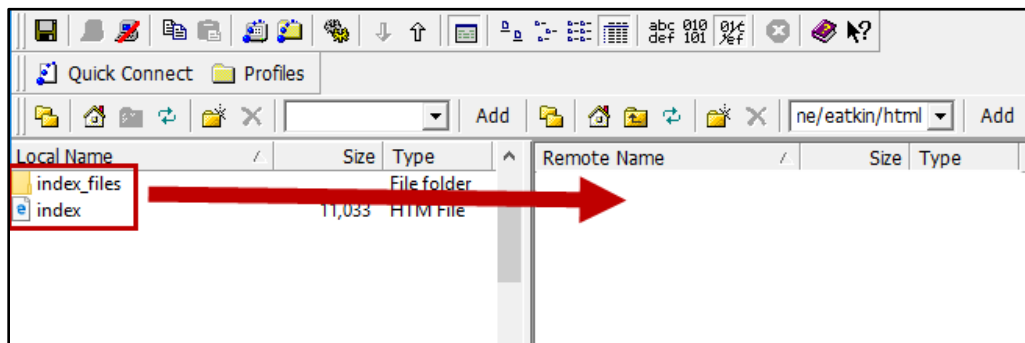 abc 010 01
def 101
Quick Connect Profiles
Add ne/eatkin/html Add
Local Name Size Type Remote Name Size Type
index_files File folder
index 11,033 HTM File